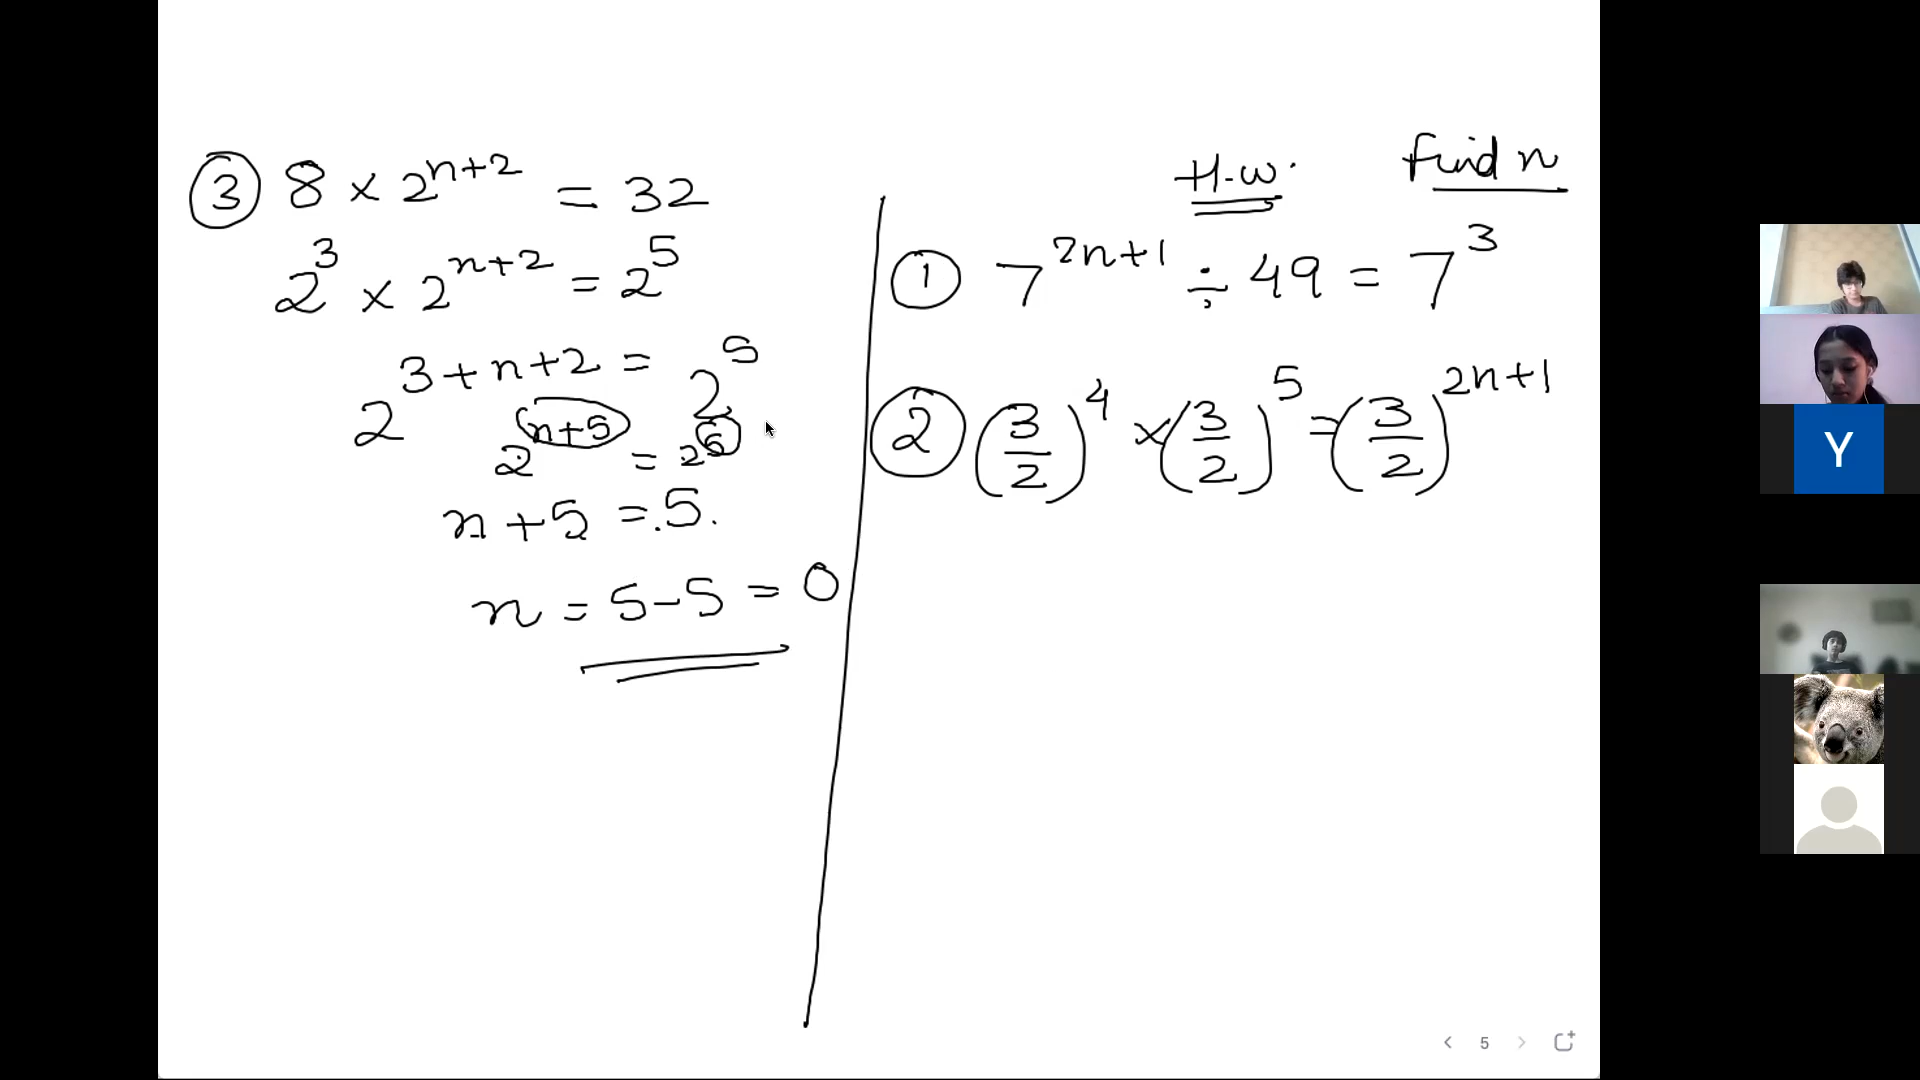 ③ 8 × 2^{n+2} = 32
2^3 × 2^{n+2} = 2^5
2^{3+n+2} = 2^5
2^{n+5} = 2^5
n + 5 = 5.
n = 5 - 5 = 0
H.W. Find n
① 7^{2n+1} ÷ 49 = 7^3
② (3/2)^4 × (3/2)^5 = (3/2)^{2n+1}
Y
5